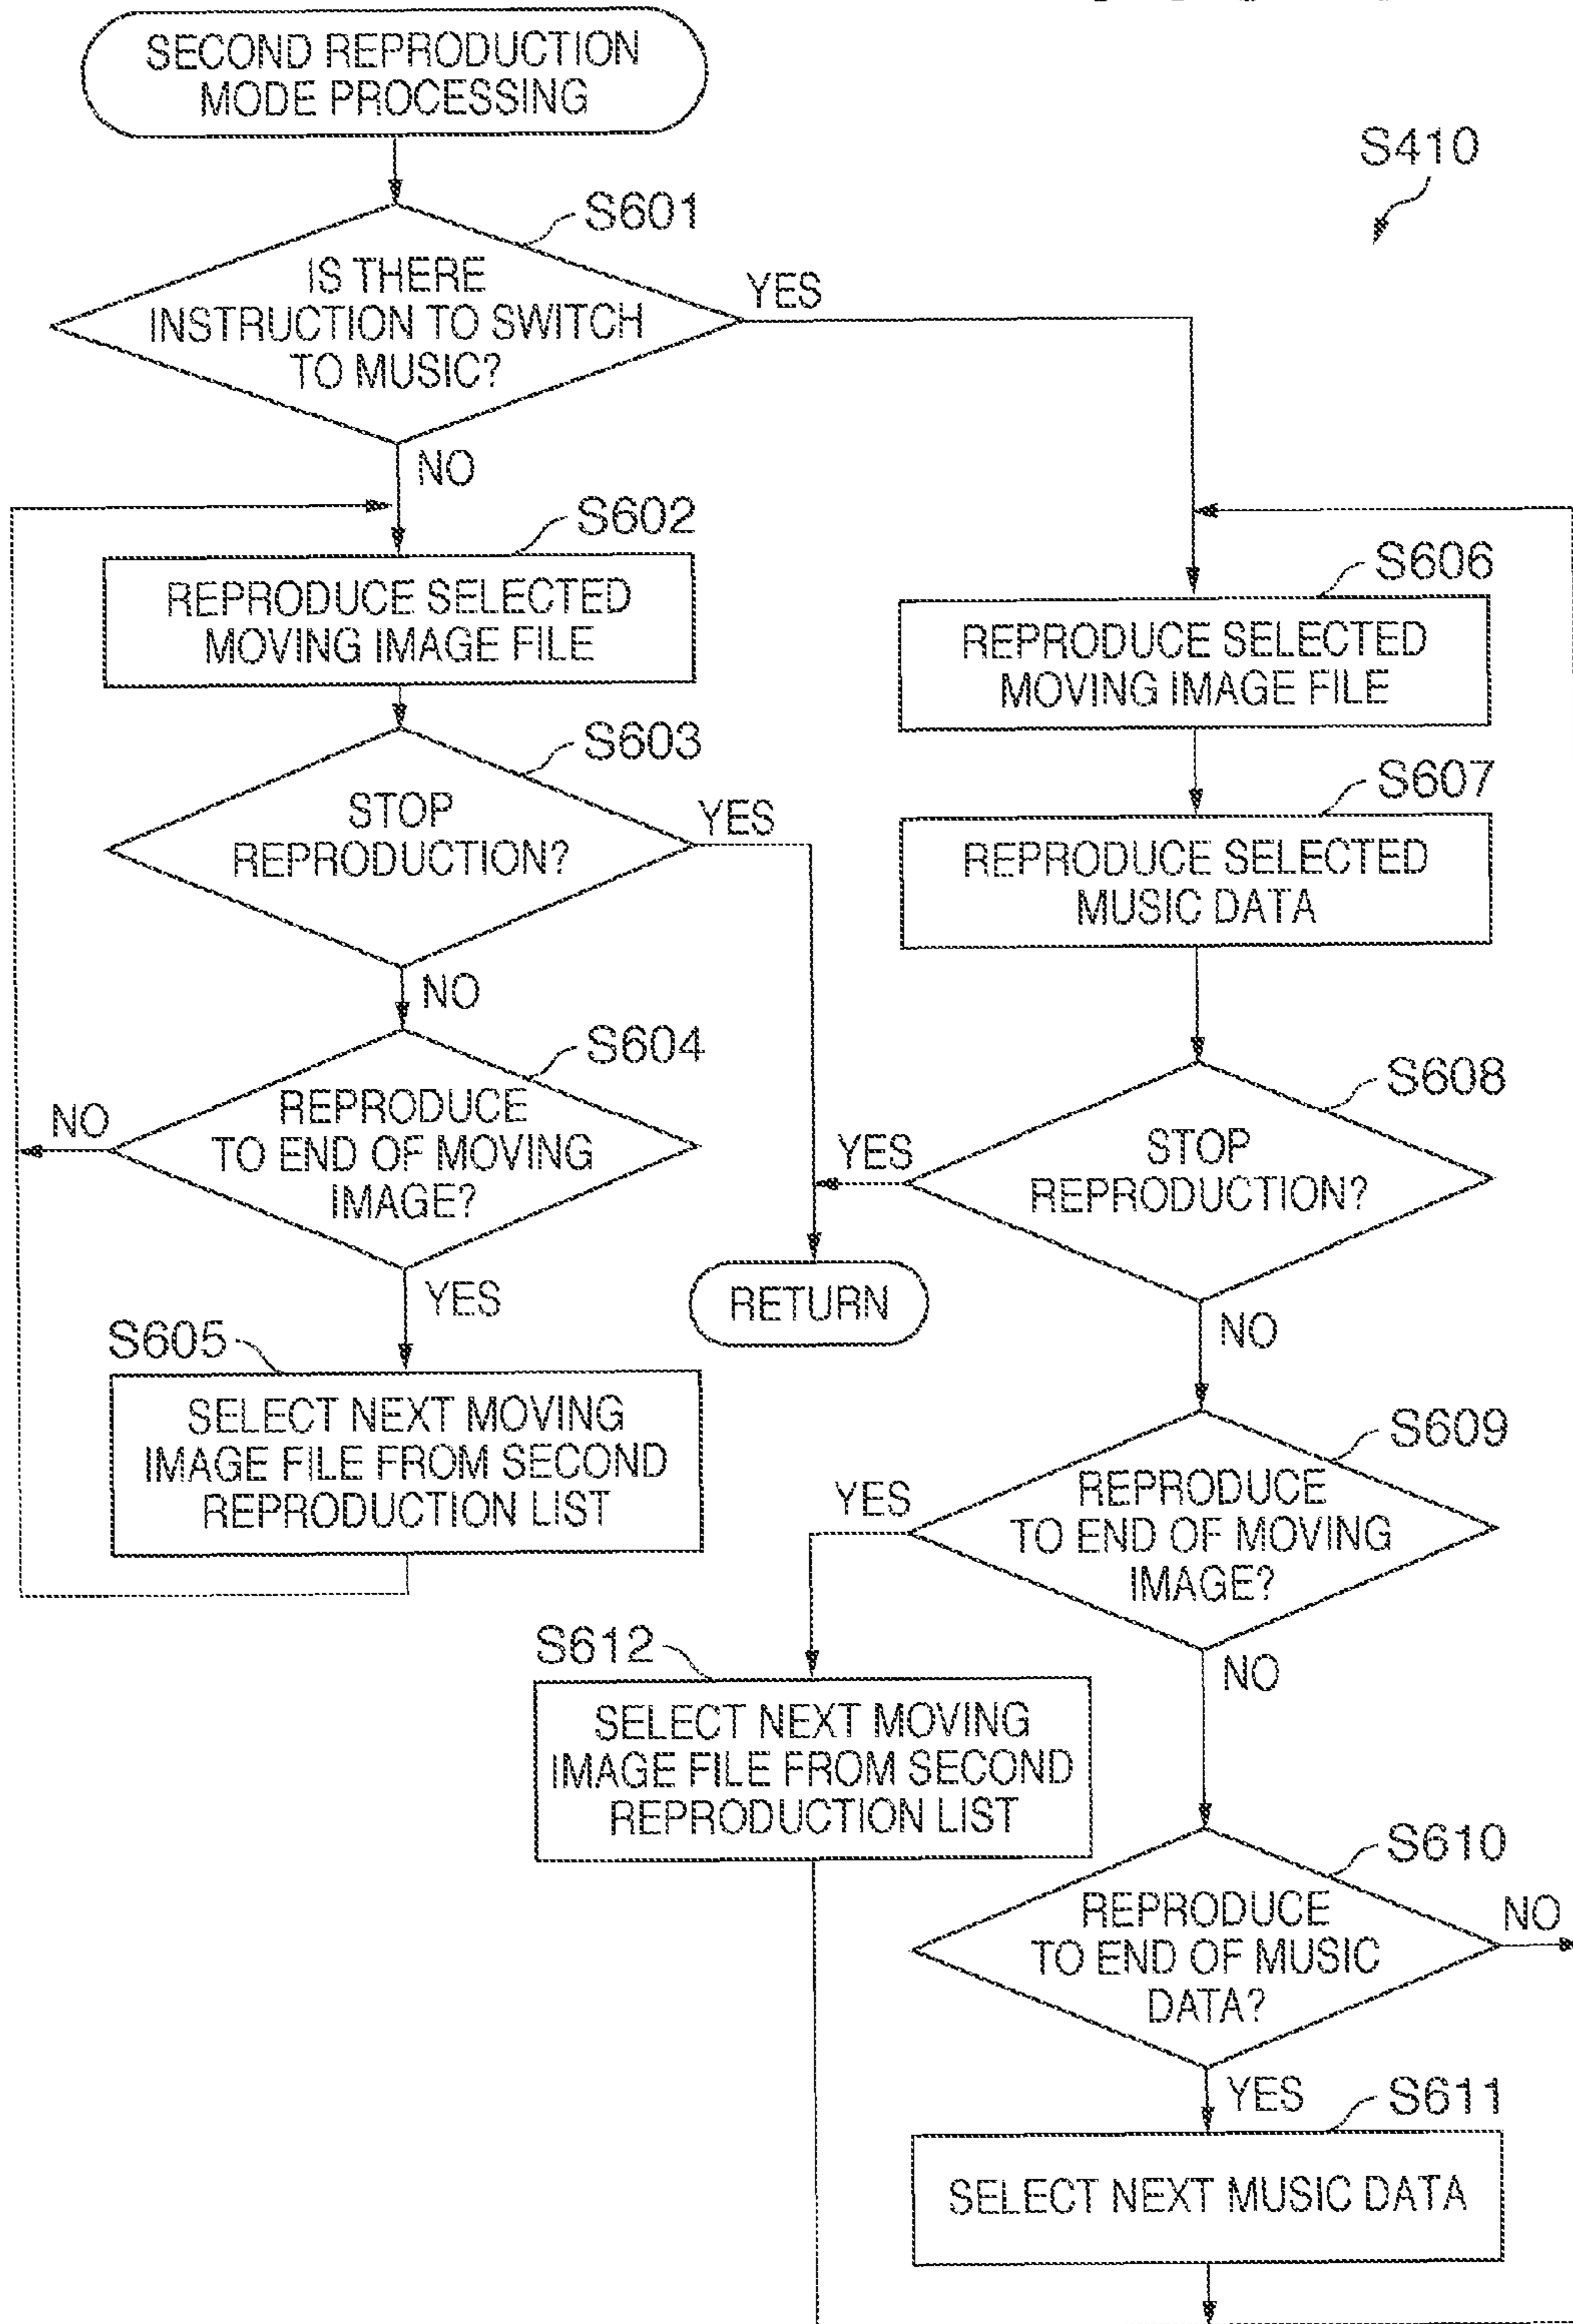 SECOND REPRODUCTION
MODE PROCESSING
S410
S601
IS THERE
INSTRUCTION TO SWITCH
TO MUSIC?
YES
NO
S602
REPRODUCE SELECTED
MOVING IMAGE FILE
S603
STOP
REPRODUCTION?
YES
NO
S604
REPRODUCE
TO END OF MOVING
IMAGE?
NO
YES
S605
SELECT NEXT MOVING
IMAGE FILE FROM SECOND
REPRODUCTION LIST
RETURN
S606
REPRODUCE SELECTED
MOVING IMAGE FILE
S607
REPRODUCE SELECTED
MUSIC DATA
S608
STOP
REPRODUCTION?
YES
NO
S609
REPRODUCE
TO END OF MOVING
IMAGE?
YES
NO
S612
SELECT NEXT MOVING
IMAGE FILE FROM SECOND
REPRODUCTION LIST
S610
REPRODUCE
TO END OF MUSIC
DATA?
NO
YES
S611
SELECT NEXT MUSIC DATA